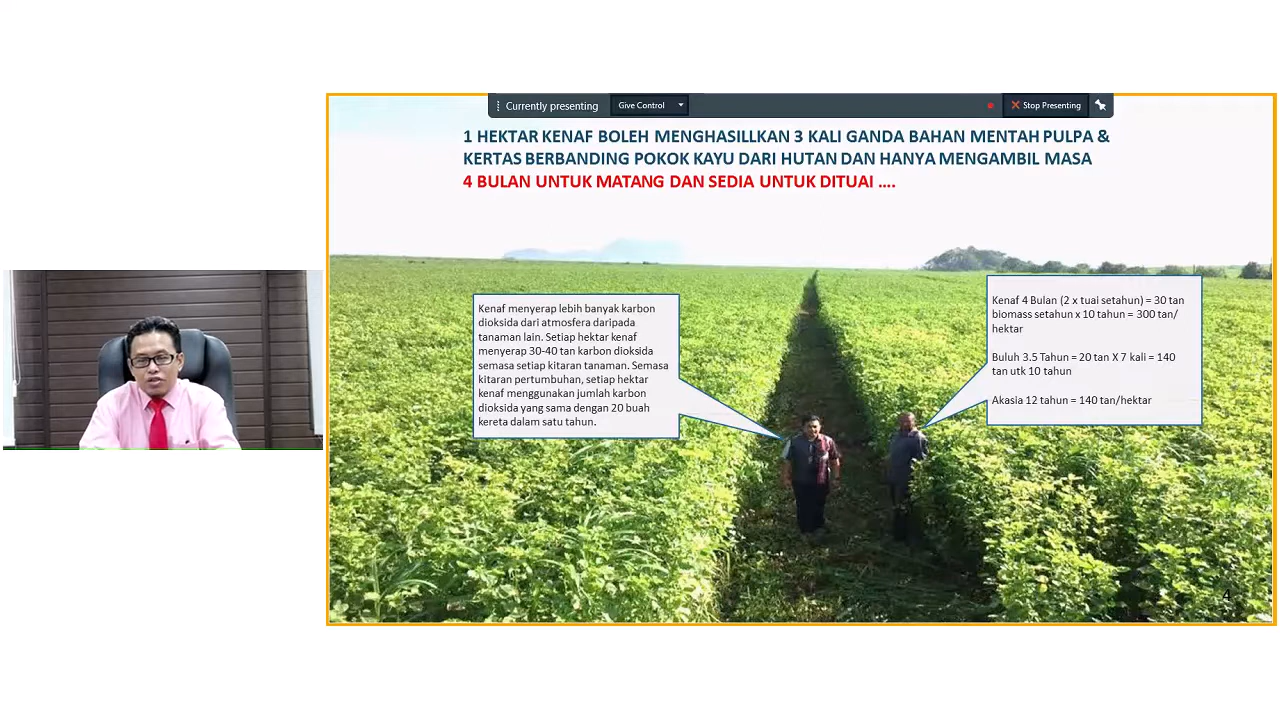 Currently presenting
Give Control
Stop Presenting
1 HEKTAR KENAF BOLEH MENGHASILLKAN 3 KALI GANDA BAHAN MENTAH PULPA &
KERTAS BERBANDING POKOK KAYU DARI HUTAN DAN HANYA MENGAMBIL MASA
4 BULAN UNTUK MATANG DAN SEDIA UNTUK DITUAI ....
Kenaf menyerap lebih banyak karbon
dioksida dari atmosfera daripada
tanaman lain. Setiap hektar kenaf
menyerap 30-40 tan karbon dioksida
semasa setiap kitaran tanaman. Semasa
kitaran pertumbuhan, setiap hektar
kenaf menggunakan jumlah karbon
dioksida yang sama dengan 20 buah
kereta dalam satu tahun.
Kenaf 4 Bulan (2 x tuai setahun) = 30 tan
biomass setahun x 10 tahun = 300 tan/
hektar
Buluh 3.5 Tahun = 20 tan X 7 kali = 140
tan utk 10 tahun
Akasia 12 tahun = 140 tan/hektar
4